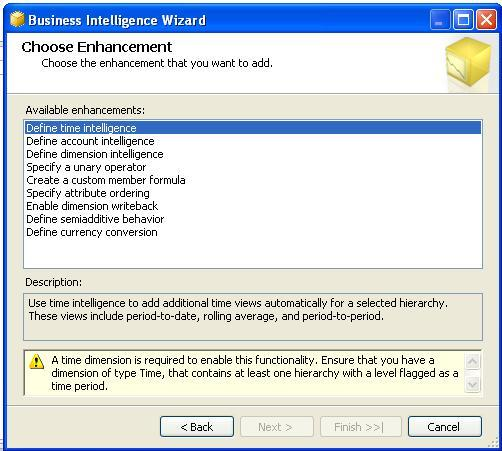 Business Intelligence Wizard
Choose Enhancement
Choose the enhancement that you want to add.
Available enhancements:
Define time intelligence
Define account intelligence
Define dimension intelligence
Specify a unary operator
Create a custom member formula
Specify attribute ordering
Enable dimension writeback
Define semiadditive behavior
Define currency conversion
Description:
Use time intelligence to add additional time views automatically for a selected hierarchy.
These views include period-to-date, rolling average, and period-to-period.
A time dimension is required to enable this functionality. Ensure that you have a
dimension of type Time, that contains at least one hierarchy with a level flagged as a
time period.
< Back
Next >
Finish >>|
Cancel